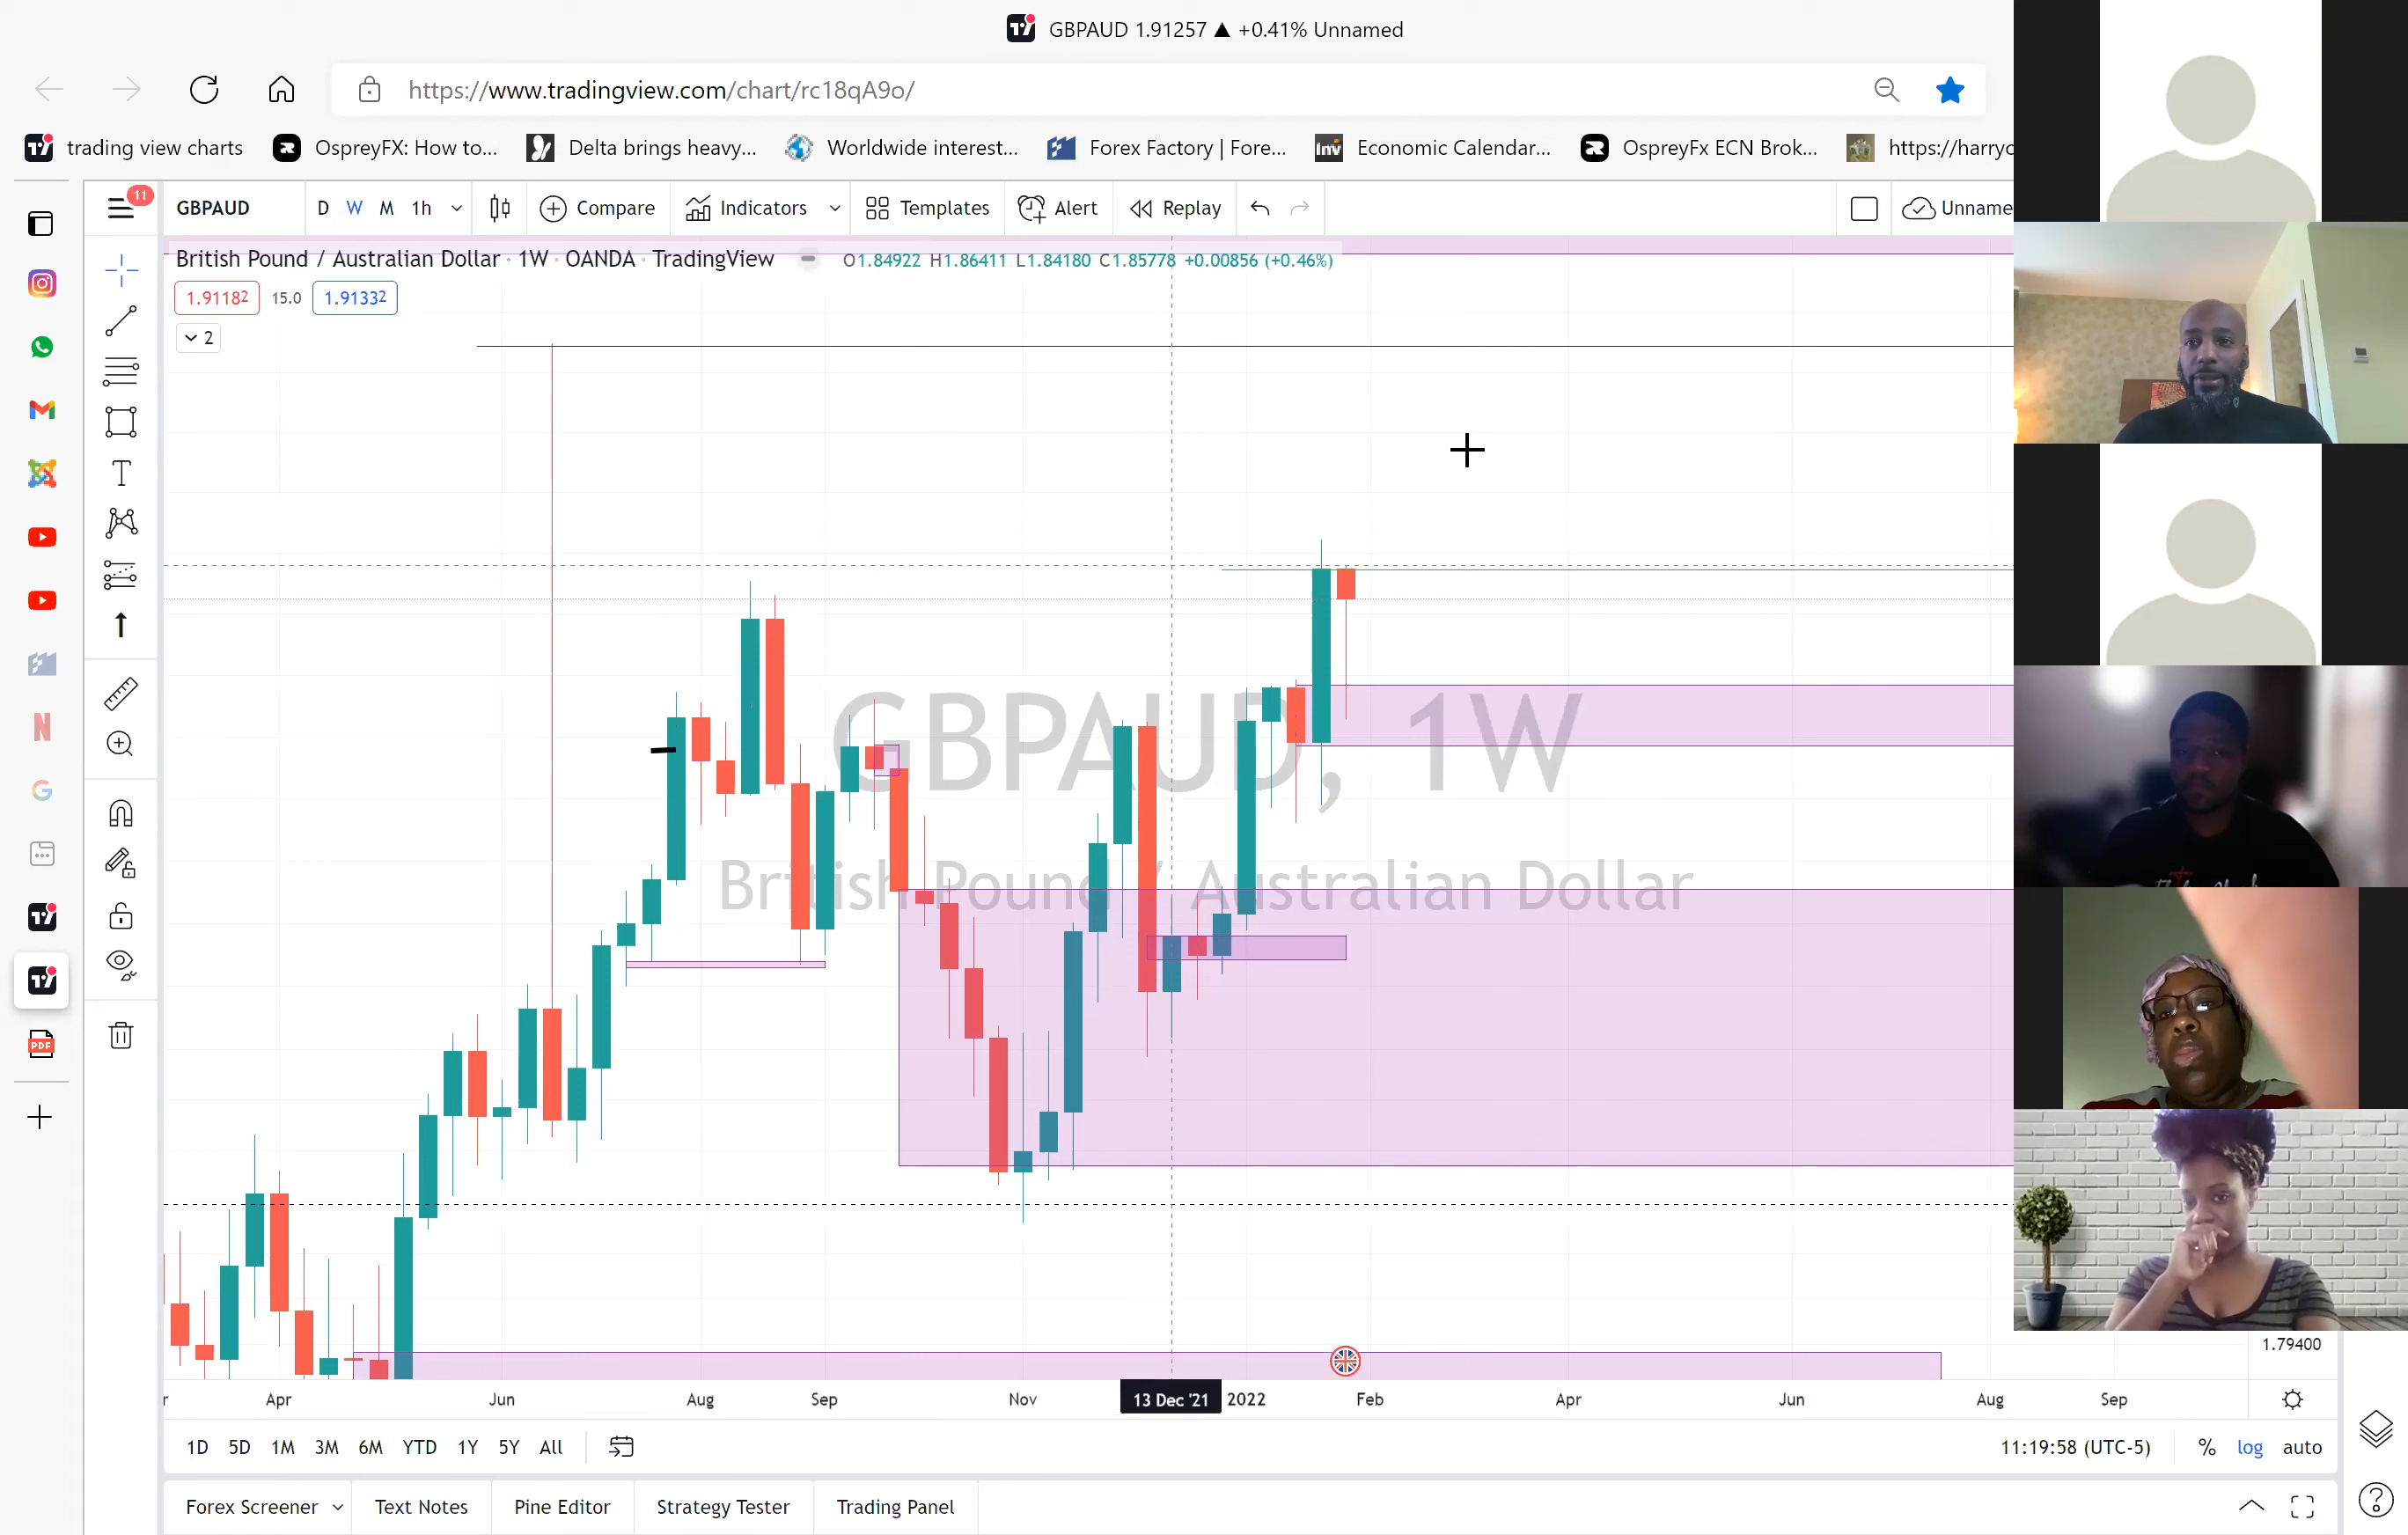 GBPAUD 1.91257 ▲ +0.41% Unnamed
https://www.tradingview.com/chart/rc18qA9o/
trading view charts OspreyFX: How to... Delta brings heavy... Worldwide interest... Forex Factory | Fore... Economic Calendar... OspreyFx ECN Brok... https://harryc
11 GBPAUD D W M 1h Compare Indicators Templates Alert Replay Unname
British Pound / Australian Dollar · 1W · OANDA · TradingView O1.84922 H1.86411 L1.84180 C1.85778 +0.00856 (+0.46%)
1.91182 15.0 1.91332
2
GBPAUD, 1W
British Pound / Australian Dollar
1.79400
r Apr Jun Aug Sep Nov 13 Dec '21 2022 Feb Apr Jun Aug Sep
1D 5D 1M 3M 6M YTD 1Y 5Y All 11:19:58 (UTC-5) % log auto
Forex Screener Text Notes Pine Editor Strategy Tester Trading Panel
PDF